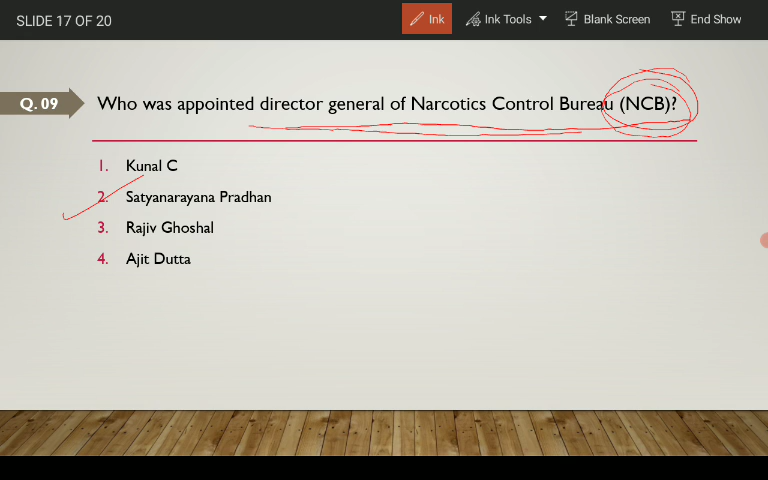 SLIDE 17 OF 20
Ink
Ink Tools
Blank Screen
End Show
Q. 09
Who was appointed director general of Narcotics Control Bureau (NCB)?
1. Kunal C
2. Satyanarayana Pradhan
3. Rajiv Ghoshal
4. Ajit Dutta